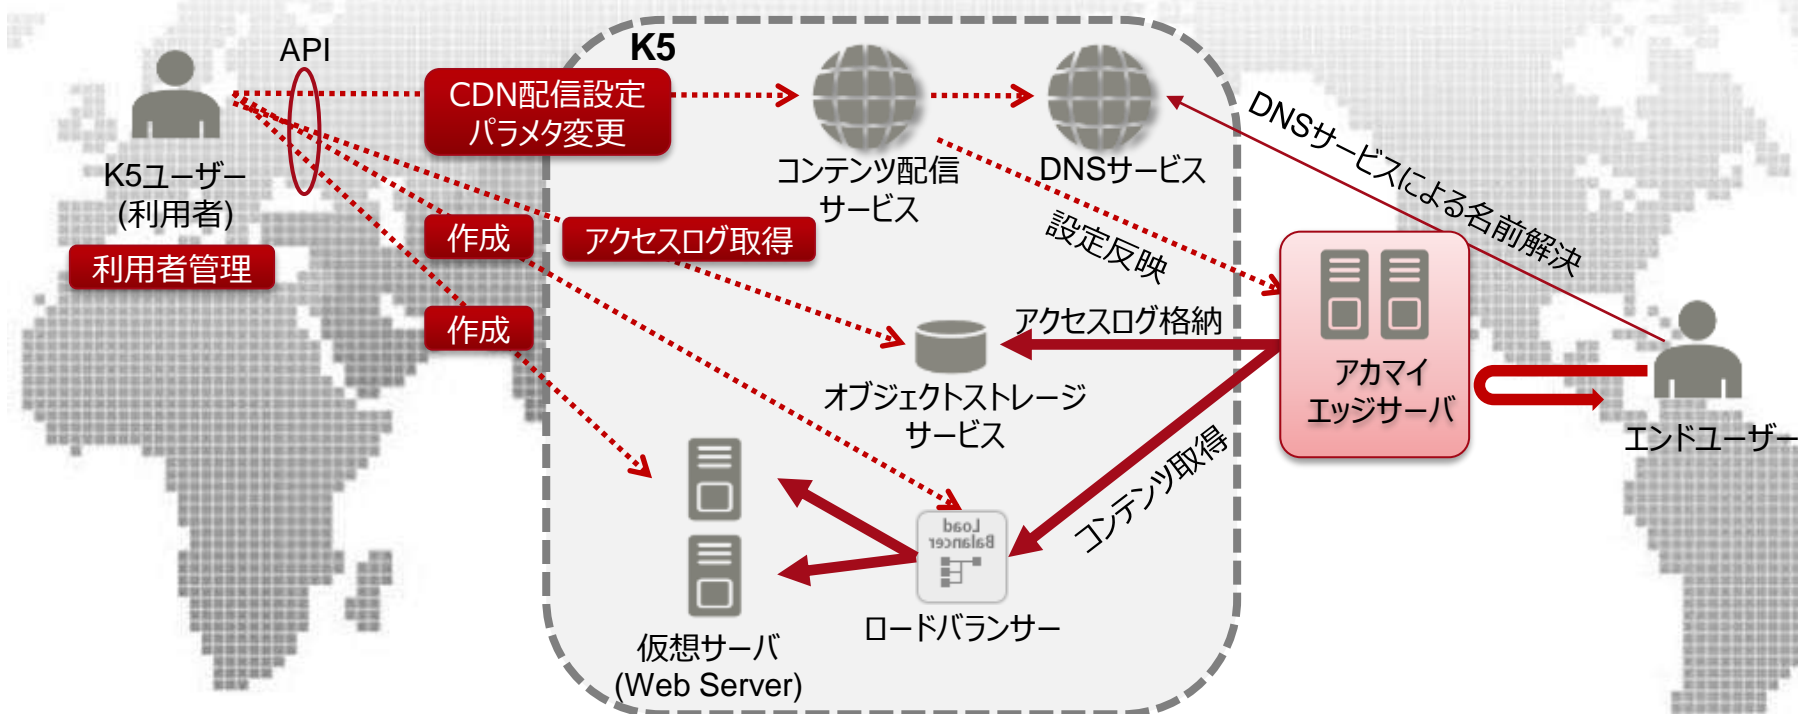 API
K5
CDN配信設定
パラメタ変更
K5ユーザー
(利用者)
利用者管理
コンテンツ配信
サービス
DNSサービス
DNSサービスによる名前解決
設定反映
作成
アクセスログ取得
作成
アクセスログ格納
オブジェクトストレージ
サービス
アカマイ
エッジサーバ
エンドユーザー
コンテンツ取得
Load
Balancer
ロードバランサー
仮想サーバ
(Web Server)